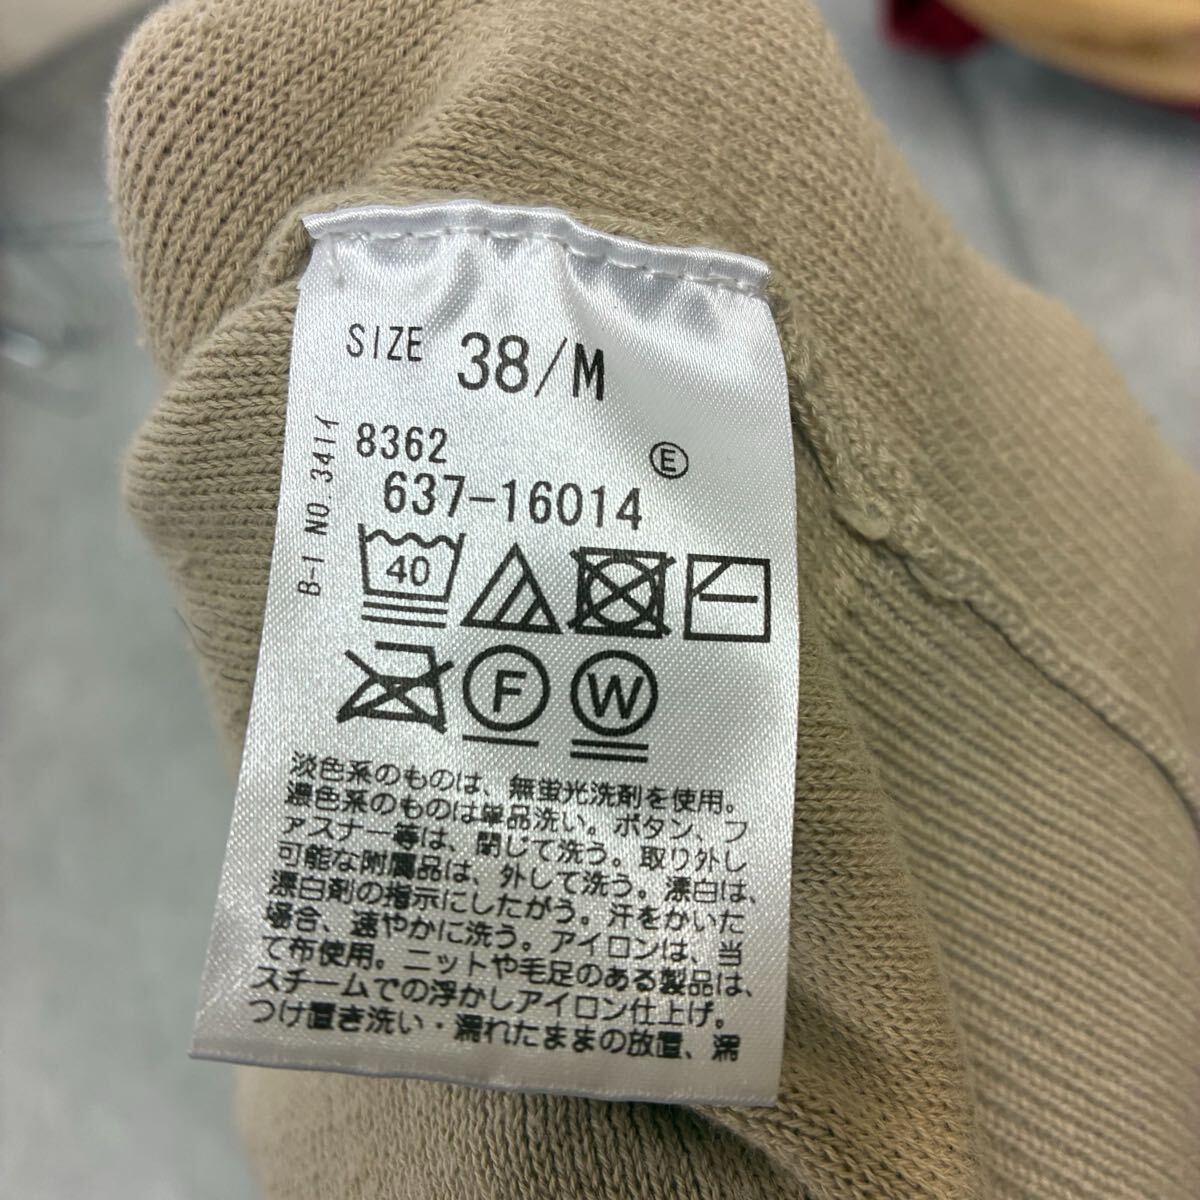 SIZE 38/M
B-1 NO.341イ
8362
E
637-16014
40
F W
淡色系のものは、無蛍光洗剤を使用。
濃色系のものは単品洗い。ボタン、フ
ァスナー等は、閉じて洗う。取り外し
可能な附属品は、外して洗う。漂白は、
漂白剤の指示にしたがう。汗をかいた
場合、速やかに洗う。アイロンは、当
て布使用。ニットや毛足のある製品は、
スチームでの浮かしアイロン仕上げ。
つけ置き洗い・濡れたままの放置、濡